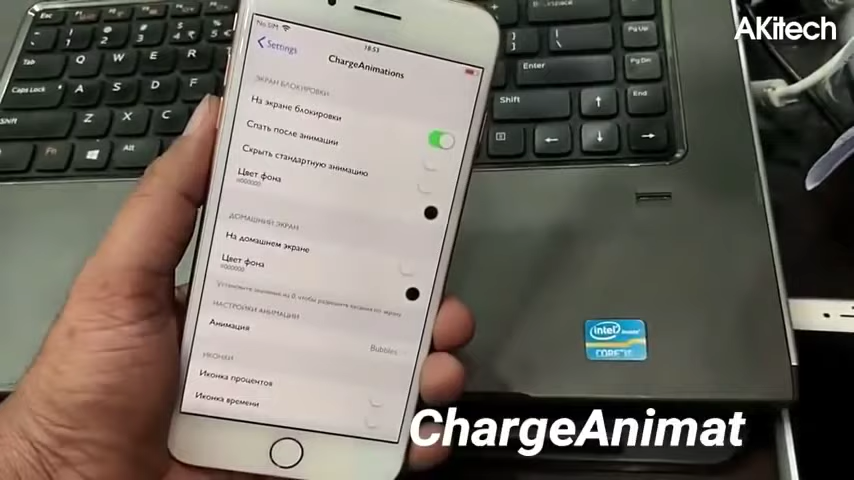 AKitech
No SIM
18:53
Settings
ChargeAnimations
ЭКРАН БЛОКИРОВКИ
На экране блокировки
Спать после анимации
Скрыть стандартную анимацию
Цвет фона
#000000
ДОМАШНИЙ ЭКРАН
На домашнем экране
Цвет фона
#000000
НАСТРОЙКИ АНИМАЦИИ
Анимация
Bubbles
ИКОНКИ
Иконка процентов
Иконка времени
ChargeAnimat
Esc
Tab
Q W E R
Caps Lock A S D F
Shift Z X C
Ctrl Fn Alt
Backspace
Enter
Shift
PgUp
PgDn
End
intel
CORE i5